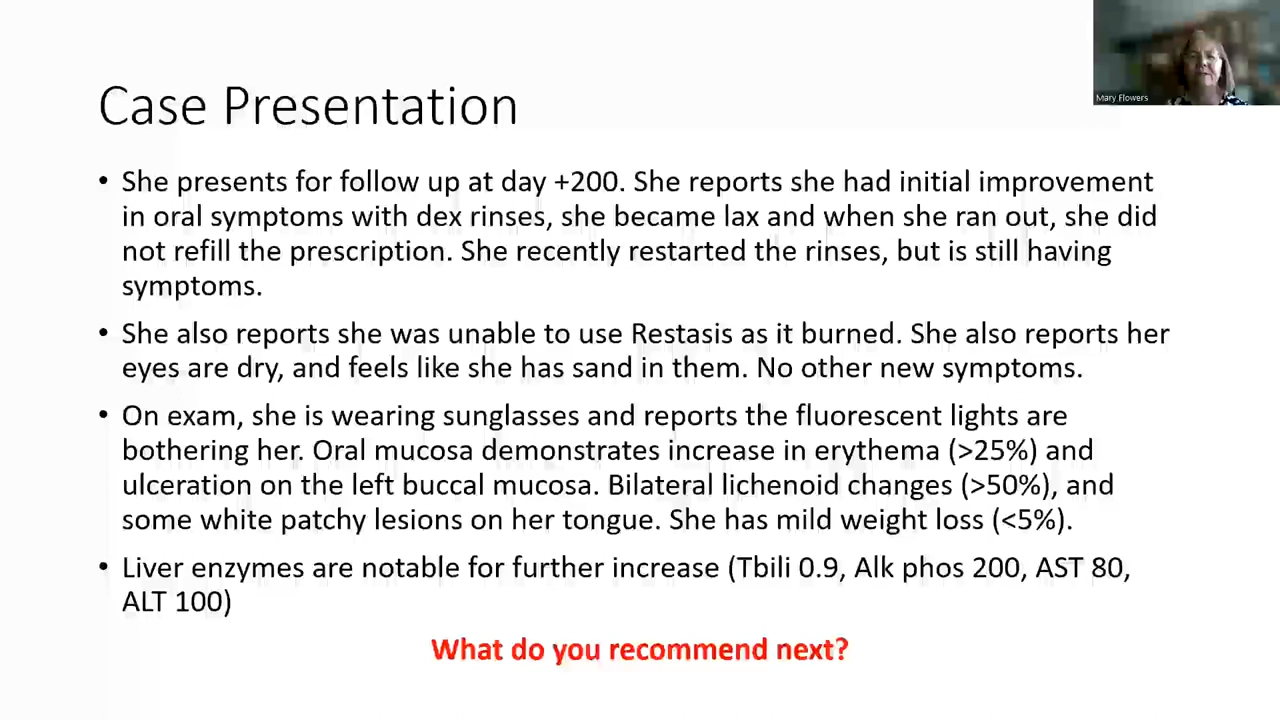 Mary Flowers
Case Presentation
• She presents for follow up at day +200. She reports she had initial improvement
in oral symptoms with dex rinses, she became lax and when she ran out, she did
not refill the prescription. She recently restarted the rinses, but is still having
symptoms.
• She also reports she was unable to use Restasis as it burned. She also reports her
eyes are dry, and feels like she has sand in them. No other new symptoms.
• On exam, she is wearing sunglasses and reports the fluorescent lights are
bothering her. Oral mucosa demonstrates increase in erythema (>25%) and
ulceration on the left buccal mucosa. Bilateral lichenoid changes (>50%), and
some white patchy lesions on her tongue. She has mild weight loss (<5%).
• Liver enzymes are notable for further increase (Tbili 0.9, Alk phos 200, AST 80,
ALT 100)
What do you recommend next?